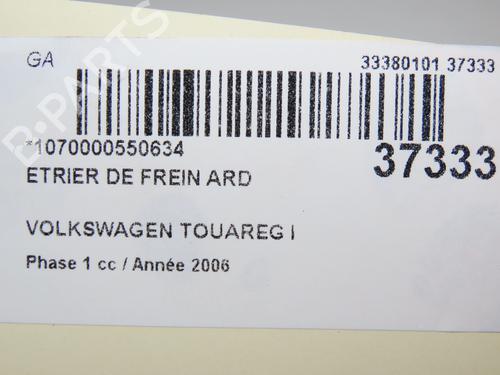 GA
33380101 37333
*1070000550634
37333
ETRIER DE FREIN ARD
VOLKSWAGEN TOUAREG I
Phase 1 cc / Année 2006
B-PARTS